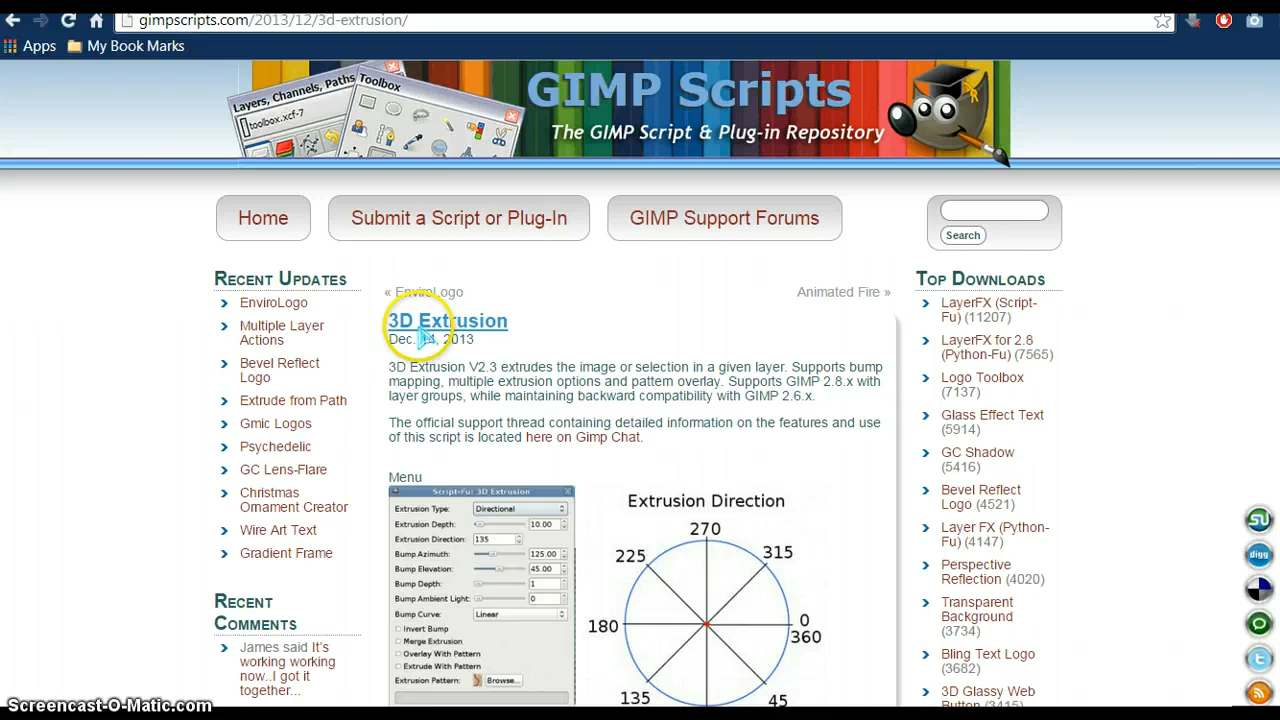 gimpscripts.com/2013/12/3d-extrusion/
Apps
My Book Marks
Layers, Channels, Paths
toolbox.xcf-7
Toolbox
GIMP Scripts
The GIMP Script & Plug-in Repository
Home
Submit a Script or Plug-In
GIMP Support Forums
Search
Recent Updates
EnviroLogo
Multiple Layer
Actions
Bevel Reflect
Logo
Extrude from Path
Gmic Logos
Psychedelic
GC Lens-Flare
Christmas
Ornament Creator
Wire Art Text
Gradient Frame
Recent
Comments
James said It's
working working
now..I got it
together...
« EnviroLogo
Animated Fire »
3D Extrusion
Dec. 2013
3D Extrusion V2.3 extrudes the image or selection in a given layer. Supports bump
mapping, multiple extrusion options and pattern overlay. Supports GIMP 2.8.x with
layer groups, while maintaining backward compatibility with GIMP 2.6.x.
The official support thread containing detailed information on the features and use
of this script is located here on Gimp Chat.
Menu
Script-Fu: 3D Extrusion
Extrusion Type: Directional
Extrusion Depth: 10.00
Extrusion Direction: 135
Bump Azimuth: 125.00
Bump Elevation: 45.00
Bump Depth: 1
Bump Ambient Light: 0
Bump Curve: Linear
Invert Bump
Merge Extrusion
Overlay With Pattern
Extrude With Pattern
Extrusion Pattern: Browse...
Extrusion Direction
270
225
315
180
0
360
135
45
Top Downloads
LayerFX (Script-
Fu) (11207)
LayerFX for 2.8
(Python-Fu) (7565)
Logo Toolbox
(7137)
Glass Effect Text
(5914)
GC Shadow
(5416)
Bevel Reflect
Logo (4521)
Layer FX (Python-
Fu) (4147)
Perspective
Reflection (4020)
Transparent
Background
(3734)
Bling Text Logo
(3682)
3D Glassy Web
Button (3415)
digg
Screencast-O-Matic.com